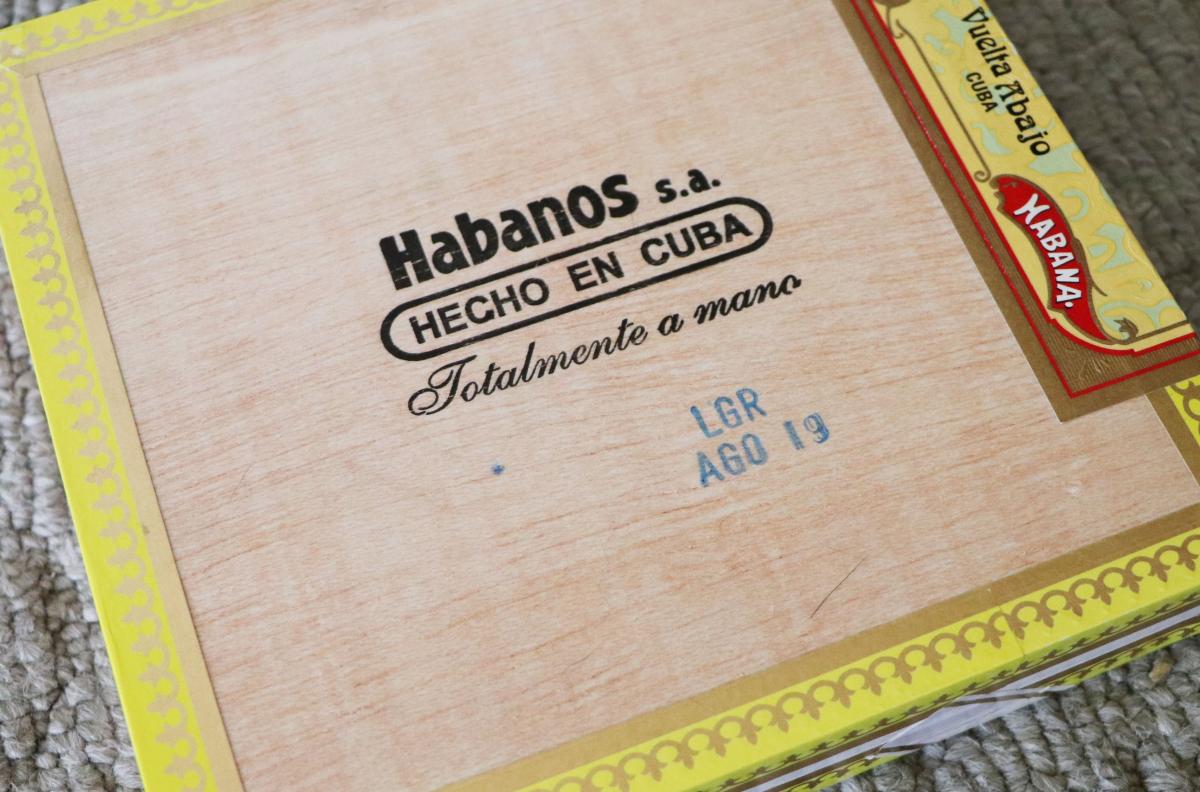 Habanos s.a.
HECHO EN CUBA
Totalmente a mano
LGR
AGO 19
Vuelta Abajo
CUBA
HABANA.